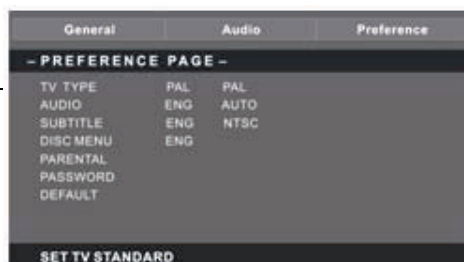 General Audio Preference
– PREFERENCE PAGE –
TV TYPE PAL PAL
AUDIO ENG AUTO
SUBTITLE ENG NTSC
DISC MENU ENG
PARENTAL
PASSWORD
DEFAULT
SET TV STANDARD